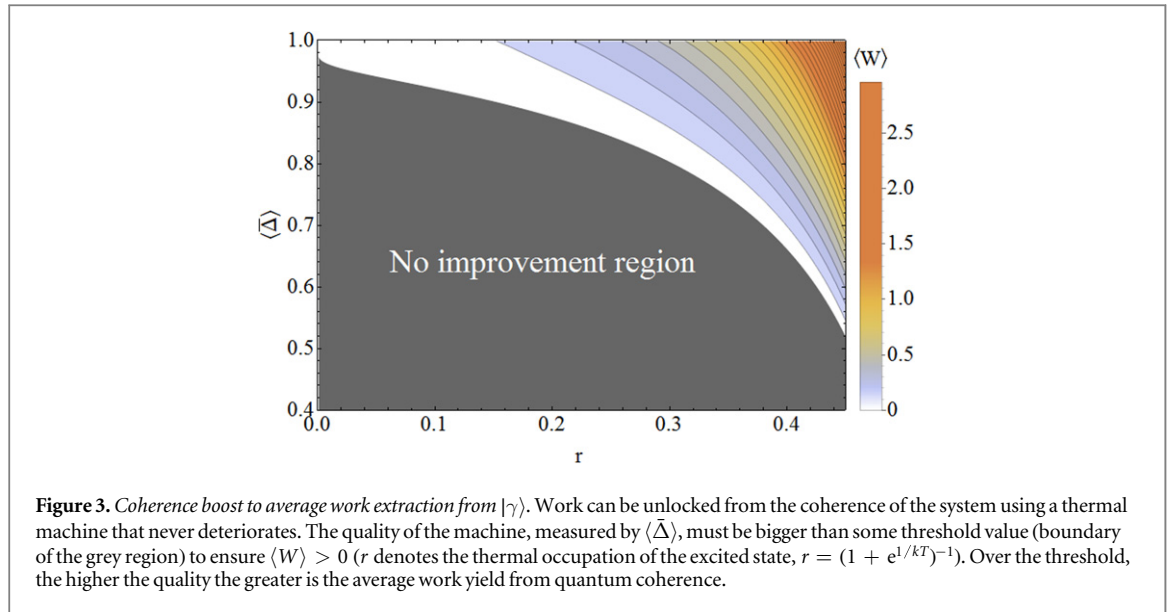 1.0
0.9
0.8
0.7
0.6
0.5
0.4
⟨Δ̄⟩
No improvement region
0.0 0.1 0.2 0.3 0.4
r
⟨W⟩
2.5
2.0
1.5
1.0
0.5
0
Figure 3. Coherence boost to average work extraction from |γ⟩. Work can be unlocked from the coherence of the system using a thermal
machine that never deteriorates. The quality of the machine, measured by ⟨Δ̄⟩, must be bigger than some threshold value (boundary
of the grey region) to ensure ⟨W⟩ > 0 (r denotes the thermal occupation of the excited state, r = (1 + e^{1/kT})^{−1}). Over the threshold,
the higher the quality the greater is the average work yield from quantum coherence.